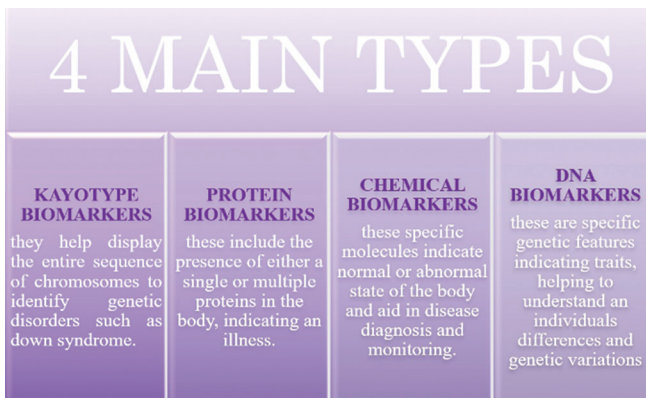 4 MAIN TYPES
KAYOTYPE
BIOMARKERS
they help display
the entire sequence
of chromosomes to
identify genetic
disorders such as
down syndrome.
PROTEIN
BIOMARKERS
these include the
presence of either a
single or multiple
proteins in the
body, indicating an
illness.
CHEMICAL
BIOMARKERS
these specific
molecules indicate
normal or abnormal
state of the body
and aid in disease
diagnosis and
monitoring.
DNA
BIOMARKERS
these are specific
genetic features
indicating traits,
helping to
understand an
individuals
differences and
genetic variations